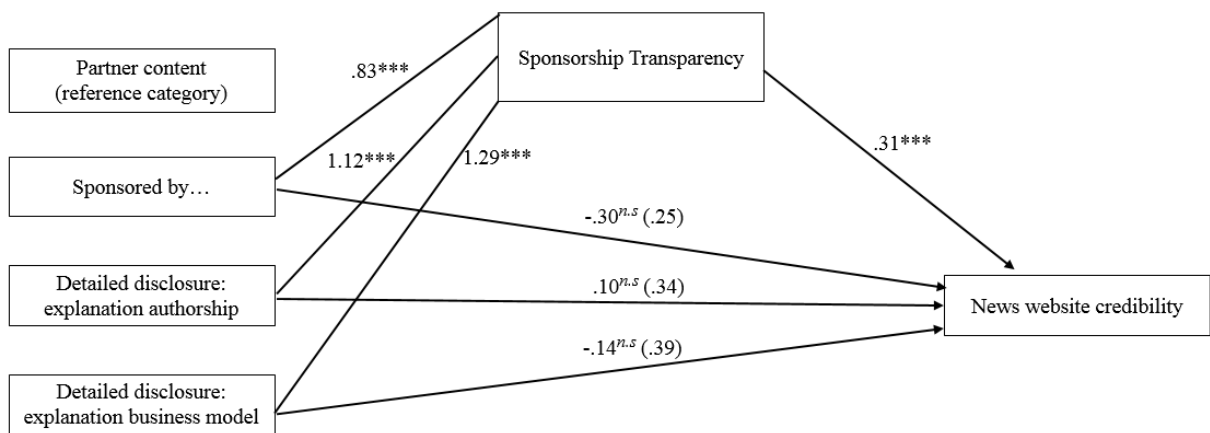 Partner content
(reference category)
Sponsorship Transparency
.83***
1.12***
1.29***
.31***
Sponsored by…
-.30n.s (.25)
Detailed disclosure:
explanation authorship
.10n.s (.34)
News website credibility
-.14n.s (.39)
Detailed disclosure:
explanation business model